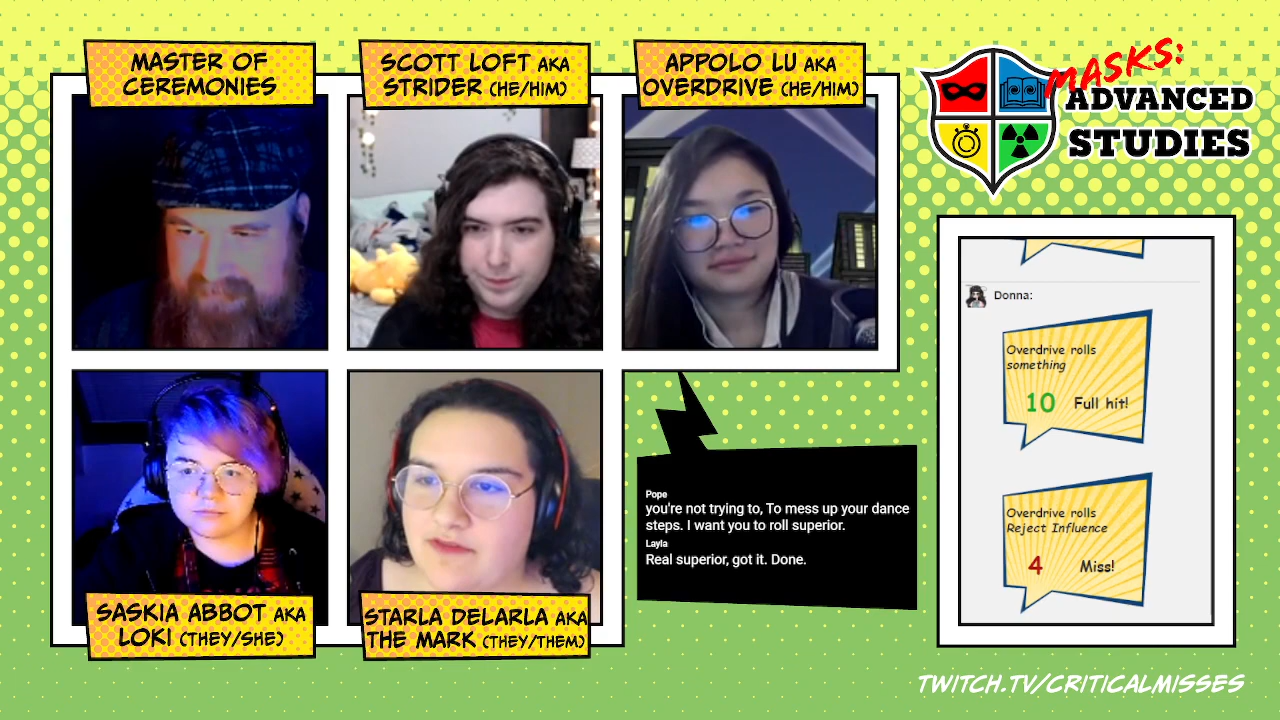 MASTER OF
CEREMONIES
SCOTT LOFT AKA
STRIDER (HE/HIM)
APPOLO LU AKA
OVERDRIVE (HE/HIM)
MASKS:
ADVANCED
STUDIES
SASKIA ABBOT AKA
LOKI (THEY/SHE)
STARLA DELARLA AKA
THE MARK (THEY/THEM)
Pope
you're not trying to, To mess up your dance
steps. I want you to roll superior.
Layla
Real superior, got it. Done.
Donna:
Overdrive rolls
something
10 Full hit!
Overdrive rolls
Reject Influence
4 Miss!
TWITCH.TV/CRITICALMISSES